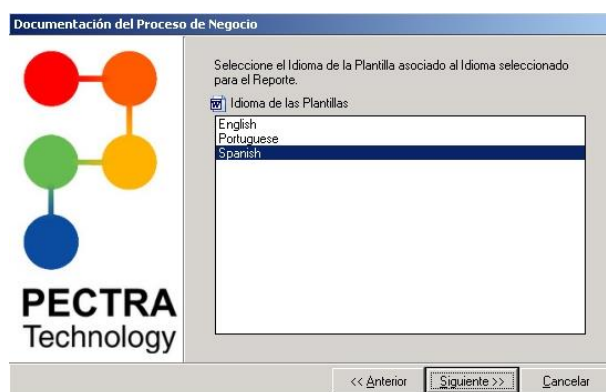 Documentación del Proceso de Negocio
Seleccione el Idioma de la Plantilla asociado al Idioma seleccionado
para el Reporte.
Idioma de las Plantillas
English
Portuguese
Spanish
PECTRA
Technology
<< Anterior
Siguiente >>
Cancelar